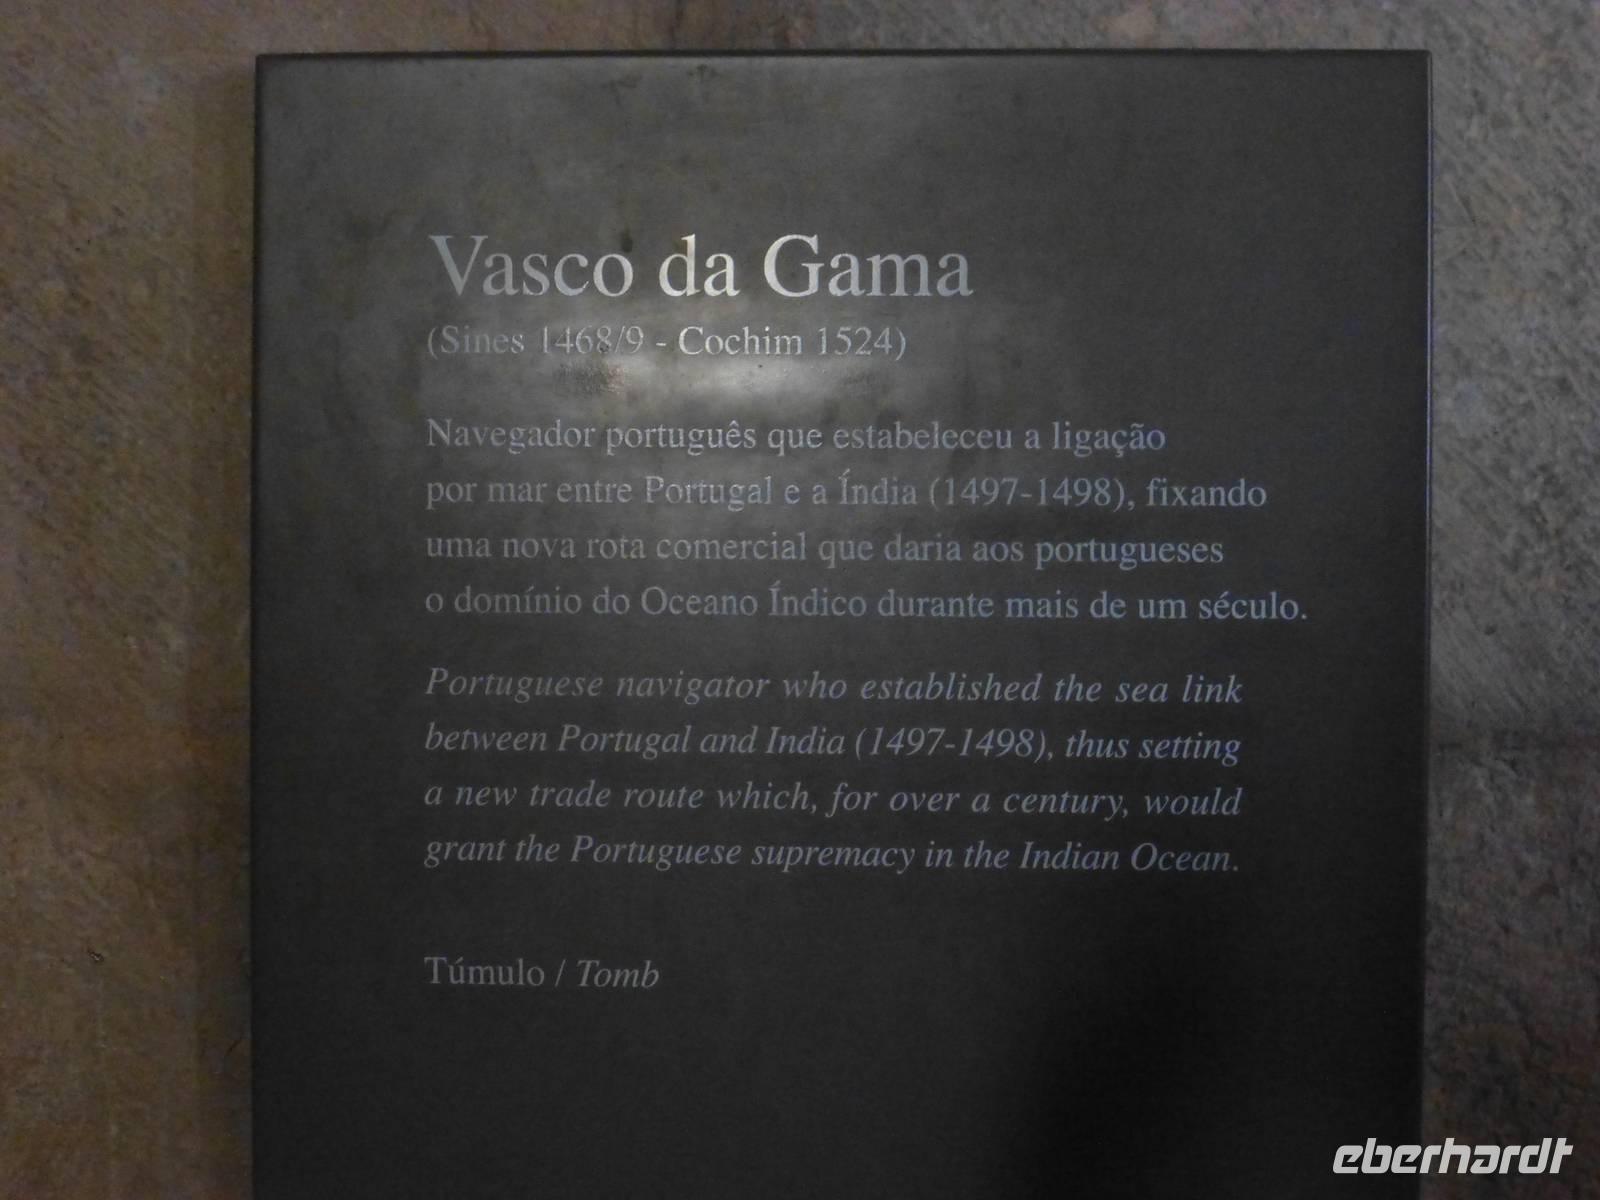 Vasco da Gama
(Sines 1468/9 - Cochim 1524)
Navegador português que estabeleceu a ligação
por mar entre Portugal e a Índia (1497-1498), fixando
uma nova rota comercial que daria aos portugueses
o domínio do Oceano Índico durante mais de um século.
Portuguese navigator who established the sea link
between Portugal and India (1497-1498), thus setting
a new trade route which, for over a century, would
grant the Portuguese supremacy in the Indian Ocean.
Túmulo / Tomb
eberhardt